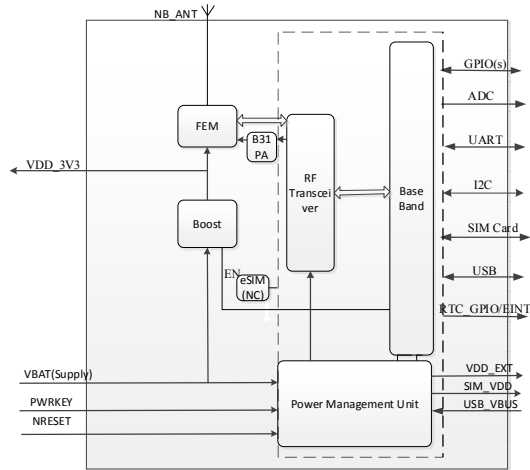 NB_ANT
GPIO(s)
ADC
FEM
B31
PA
UART
VDD_3V3
RF
Transcei
ver
Base
Band
I2C
Boost
SIM Card
EN
eSIM
(NC)
USB
RTC_GPIO/EINT
VBAT(Supply)
VDD_EXT
SIM_VDD
PWRKEY
Power Management Unit
USB_VBUS
NRESET